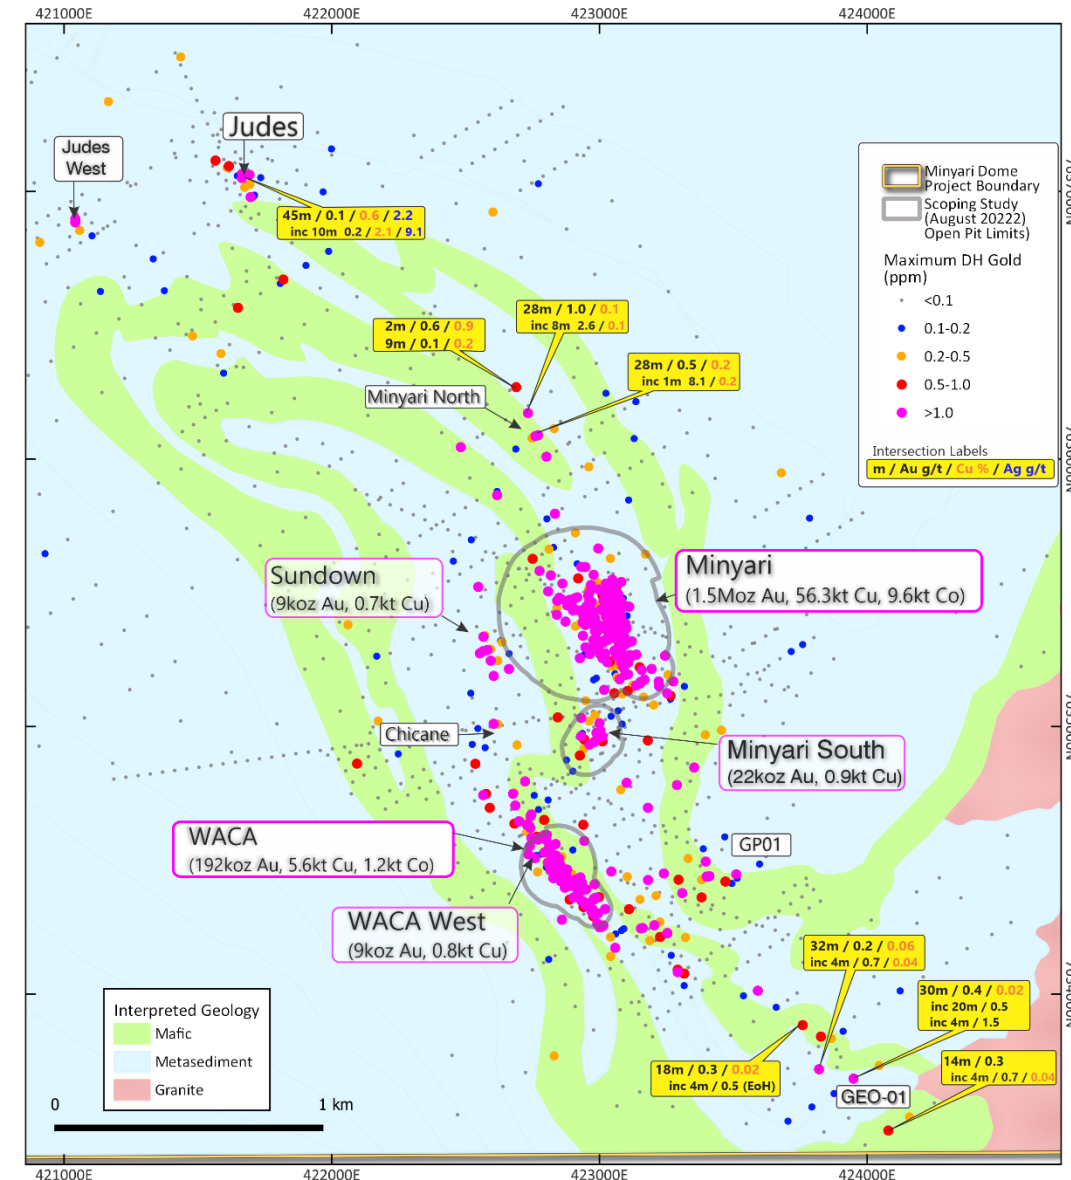 421000E 422000E 423000E 424000E
Judes
Judes
West
45m / 0.1 / 0.6 / 2.2
inc 10m 0.2 / 2.1 / 9.1
Minyari Dome
Project Boundary
Scoping Study
(August 20222)
Open Pit Limits)
Maximum DH Gold
(ppm)
<0.1
0.1-0.2
0.2-0.5
0.5-1.0
>1.0
Intersection Labels
m / Au g/t / Cu % / Ag g/t
28m / 1.0 / 0.1
inc 8m 2.6 / 0.1
2m / 0.6 / 0.9
9m / 0.1 / 0.2
28m / 0.5 / 0.2
inc 1m 8.1 / 0.2
Minyari North
Minyari
(1.5Moz Au, 56.3kt Cu, 9.6kt Co)
Sundown
(9koz Au, 0.7kt Cu)
Chicane
Minyari South
(22koz Au, 0.9kt Cu)
WACA
(192koz Au, 5.6kt Cu, 1.2kt Co)
GP01
WACA West
(9koz Au, 0.8kt Cu)
32m / 0.2 / 0.06
inc 4m / 0.7 / 0.04
30m / 0.4 / 0.02
inc 20m / 0.5
inc 4m / 1.5
18m / 0.3 / 0.02
inc 4m / 0.5 (EoH)
14m / 0.3
inc 4m / 0.7 / 0.04
GEO-01
Interpreted Geology
Mafic
Metasediment
Granite
0 1 km
421000E 422000E 423000E 424000E